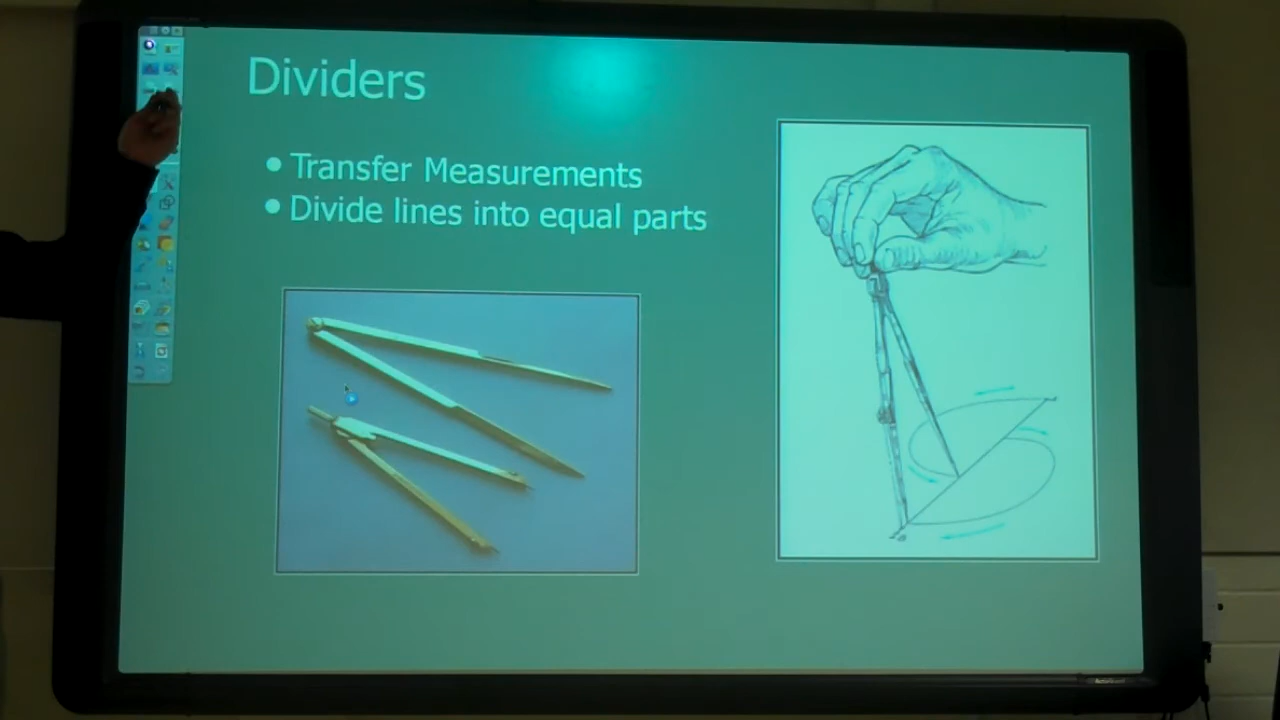 Dividers
• Transfer Measurements
• Divide lines into equal parts